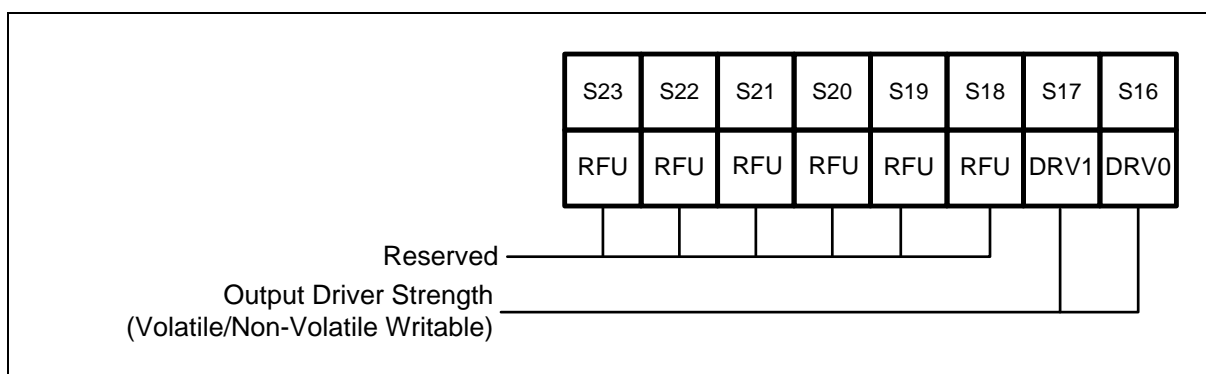 S23 S22 S21 S20 S19 S18 S17 S16
RFU RFU RFU RFU RFU RFU DRV1 DRV0
Reserved
Output Driver Strength
(Volatile/Non-Volatile Writable)